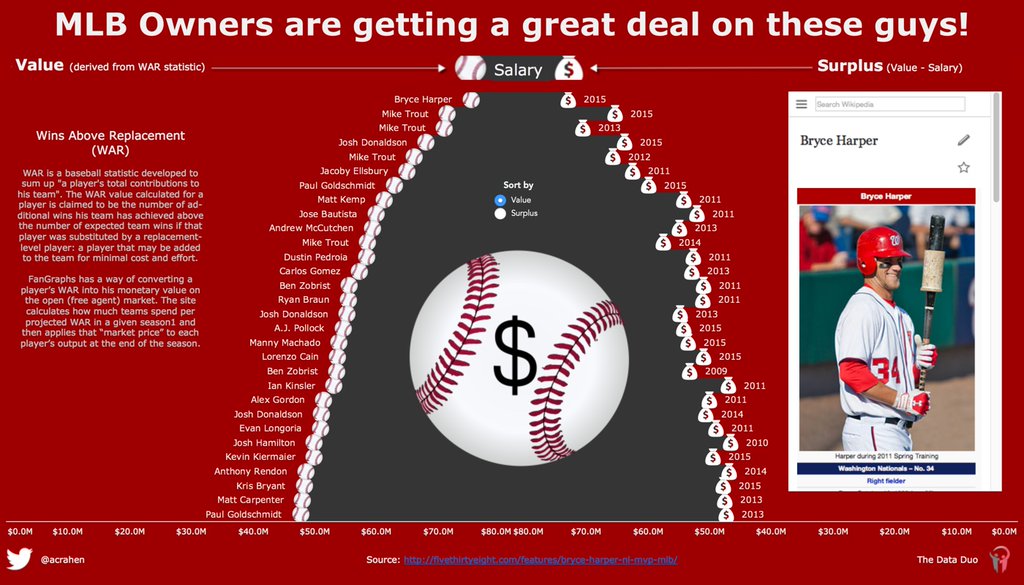 MLB Owners are getting a great deal on these guys!
Value (derived from WAR statistic)
Salary
$
Surplus (Value - Salary)
Wins Above Replacement
(WAR)
WAR is a baseball statistic developed to
sum up "a player's total contributions to
his team". The WAR value calculated for a
player is claimed to be the number of ad-
ditional wins his team has achieved above
the number of expected team wins if that
player was substituted by a replacement-
level player: a player that may be added
to the team for minimal cost and effort.
FanGraphs has a way of converting a
player's WAR into his monetary value on
the open (free agent) market. The site
calculates how much teams spend per
projected WAR in a given season1 and
then applies that "market price" to each
player's output at the end of the season.
Bryce Harper $ 2015
Mike Trout $ 2015
Mike Trout $ 2013
Josh Donaldson $ 2015
Mike Trout $ 2012
Jacoby Ellsbury $ 2011
Paul Goldschmidt $ 2015
Matt Kemp $ 2011
Jose Bautista $ 2011
Andrew McCutchen $ 2013
Mike Trout $ 2014
Dustin Pedroia $ 2011
Carlos Gomez $ 2013
Ben Zobrist $ 2011
Ryan Braun $ 2011
Josh Donaldson $ 2013
A.J. Pollock $ 2015
Manny Machado $ 2015
Lorenzo Cain $ 2015
Ben Zobrist $ 2009
Ian Kinsler $ 2011
Alex Gordon $ 2011
Josh Donaldson $ 2014
Evan Longoria $ 2011
Josh Hamilton $ 2010
Kevin Kiermaier $ 2015
Anthony Rendon $ 2014
Kris Bryant $ 2015
Matt Carpenter $ 2013
Paul Goldschmidt $ 2013
Sort by
Value
Surplus
$
Search Wikipedia
Bryce Harper
Bryce Harper
34
Harper during 2011 Spring Training
Washington Nationals – No. 34
Right fielder
$0.0M $10.0M $20.0M $30.0M $40.0M $50.0M $60.0M $70.0M $80.0M $80.0M $70.0M $60.0M $50.0M $40.0M $30.0M $20.0M $10.0M $0.0M
@acrahen
Source: http://fivethirtyeight.com/features/bryce-harper-nl-mvp-mlb/
The Data Duo